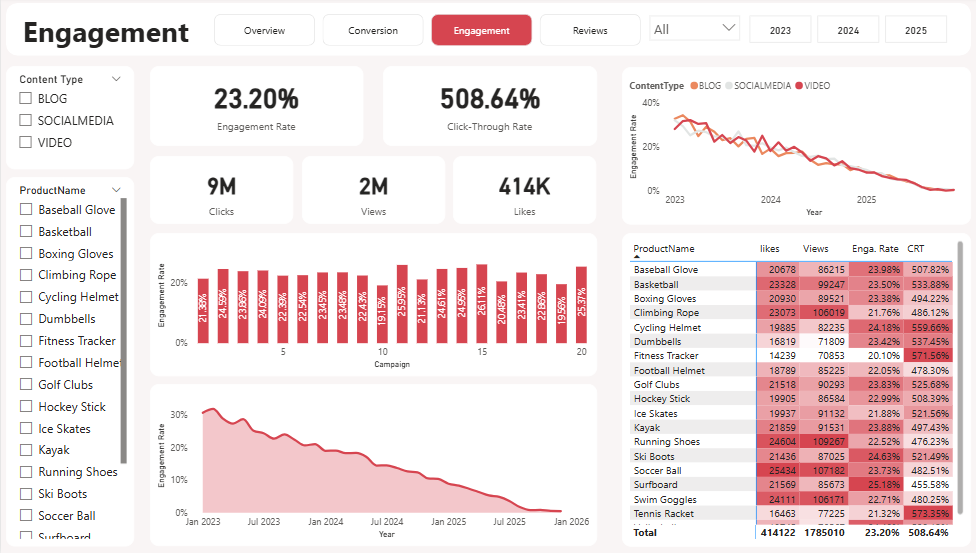 Engagement
Overview
Conversion
Engagement
Reviews
All
2023
2024
2025
Content Type
BLOG
SOCIALMEDIA
VIDEO
ProductName
Baseball Glove
Basketball
Boxing Gloves
Climbing Rope
Cycling Helmet
Dumbbells
Fitness Tracker
Football Helmet
Golf Clubs
Hockey Stick
Ice Skates
Kayak
Running Shoes
Ski Boots
Soccer Ball
Surfboard
23.20%
Engagement Rate
508.64%
Click-Through Rate
9M
Clicks
2M
Views
414K
Likes
Engagement Rate
20%
0%
21.38% 24.59% 23.86% 24.09% 22.39% 22.54% 23.45% 23.48% 22.43% 19.15% 25.95% 21.13% 24.61% 24.95% 26.11% 20.48% 23.41% 22.86% 19.56% 25.37%
5 10 15 20
Campaign
Engagement Rate
30%
20%
10%
0%
Jan 2023 Jul 2023 Jan 2024 Jul 2024 Jan 2025 Jul 2025 Jan 2026
Year
ContentType BLOG SOCIALMEDIA VIDEO
Engagement Rate
40%
20%
0%
2023 2024 2025
Year
ProductName likes Views Enga. Rate CRT
Baseball Glove 20678 86215 23.98% 507.82%
Basketball 23328 99247 23.50% 533.88%
Boxing Gloves 20930 89521 23.38% 494.22%
Climbing Rope 23073 106019 21.76% 486.12%
Cycling Helmet 19885 82235 24.18% 559.66%
Dumbbells 16819 71809 23.42% 537.45%
Fitness Tracker 14239 70853 20.10% 571.56%
Football Helmet 18789 85225 22.05% 478.30%
Golf Clubs 21518 90293 23.83% 525.68%
Hockey Stick 19905 86584 22.99% 508.39%
Ice Skates 19937 91132 21.88% 521.56%
Kayak 21859 91531 23.88% 497.43%
Running Shoes 24604 109267 22.52% 476.23%
Ski Boots 21436 87025 24.63% 521.49%
Soccer Ball 25434 107182 23.73% 482.51%
Surfboard 21569 85673 25.18% 455.58%
Swim Goggles 24111 106171 22.71% 480.25%
Tennis Racket 16463 77225 21.32% 573.35%
Total 414122 1785010 23.20% 508.64%